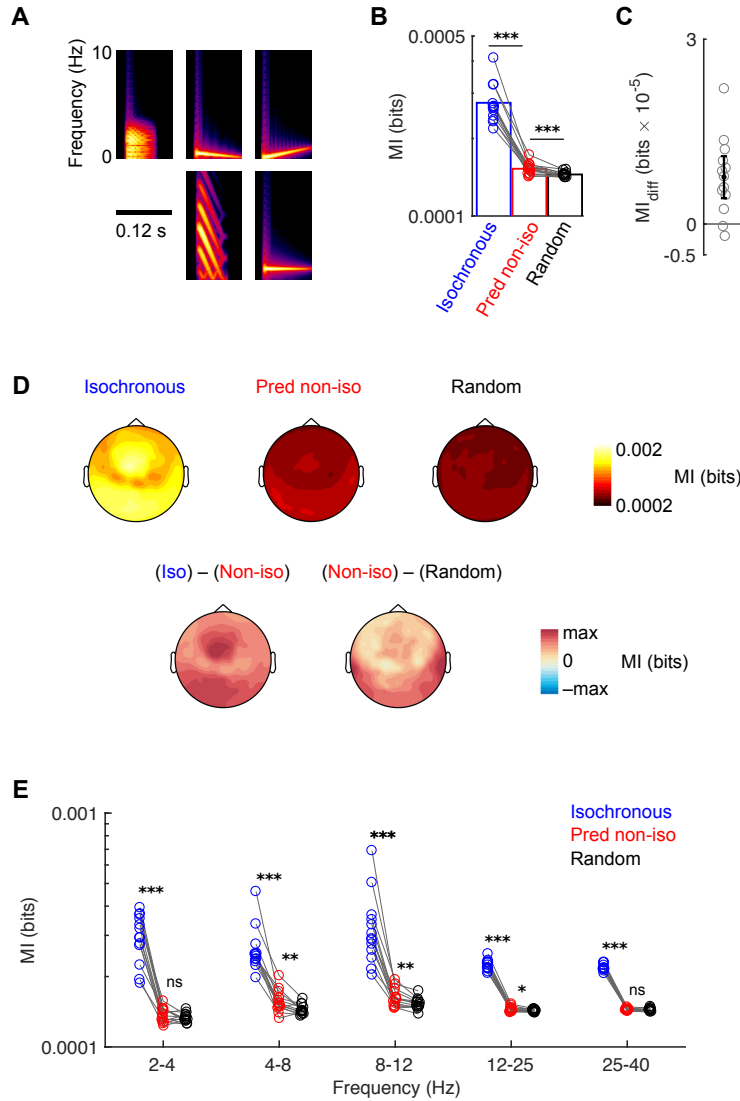 A
Frequency (Hz)
10
0
0.12 s
B
MI (bits)
0.0005
0.0001
***
***
Isochronous
Pred non-iso
Random
C
MI_diff (bits × 10^-5)
3
0
-0.5
D
Isochronous
Pred non-iso
Random
0.002
0.0002
MI (bits)
(Iso) – (Non-iso)
(Non-iso) – (Random)
max
0
–max
MI (bits)
E
MI (bits)
0.001
0.0001
Isochronous
Pred non-iso
Random
*** ns
*** **
*** **
*** *
*** ns
2-4 4-8 8-12 12-25 25-40
Frequency (Hz)